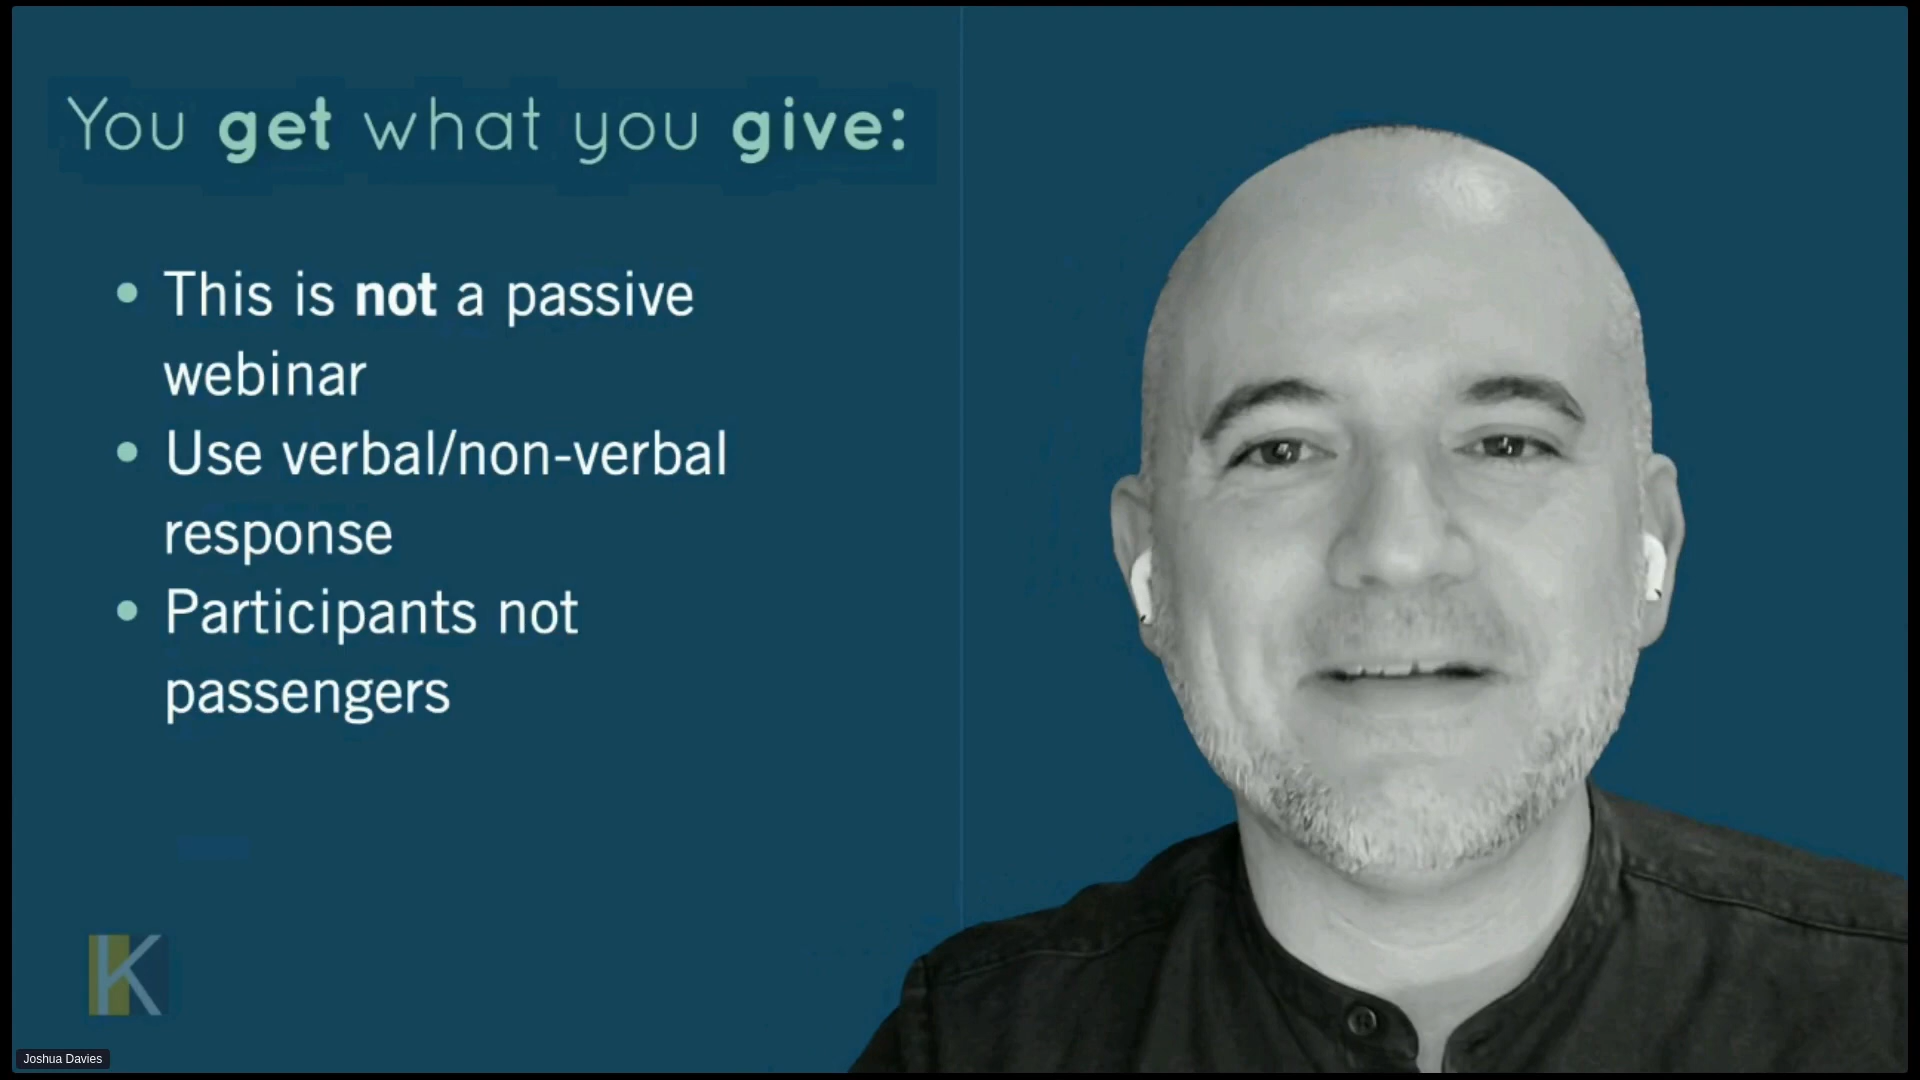 You get what you give:
• This is not a passive
webinar
• Use verbal/non-verbal
response
• Participants not
passengers
K
Joshua Davies